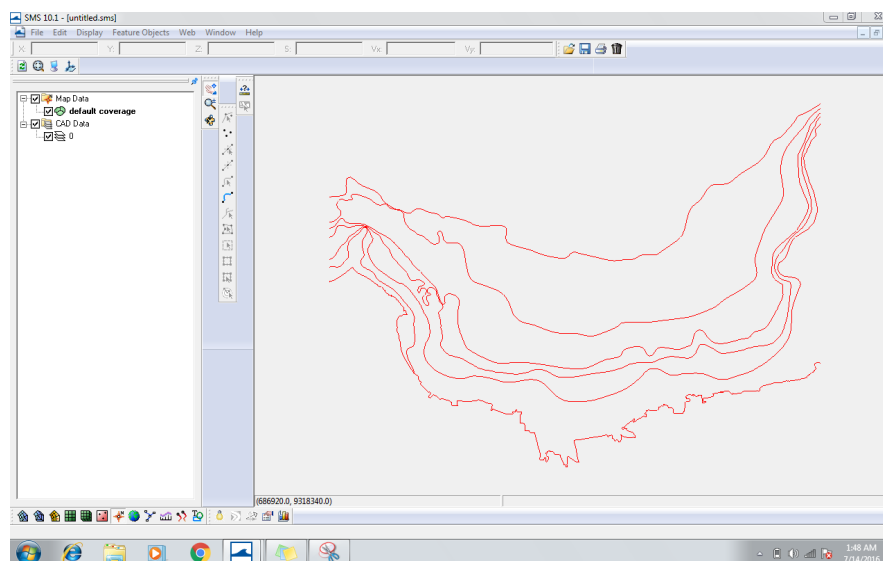 SMS 10.1 - [untitled.sms]
File Edit Display Feature Objects Web Window Help
X: Y: Z: S: Vx: Vy:
Map Data
default coverage
CAD Data
0
(686920.0, 9318340.0)
1:48 AM
7/14/2016